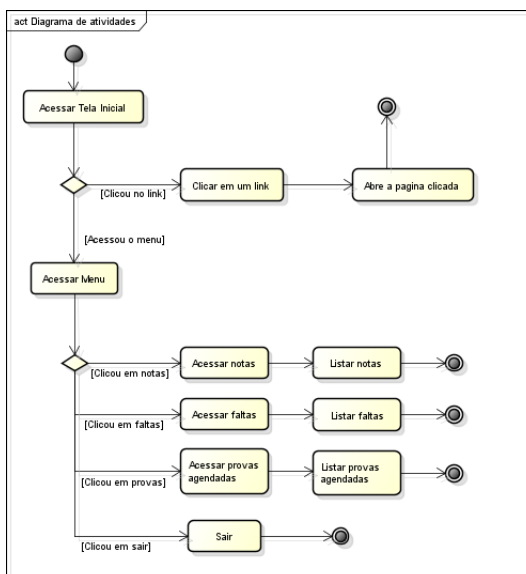 act Diagrama de atividades
Acessar Tela Inicial
[Clicou no link]
Clicar em um link
Abre a pagina clicada
[Acessou o menu]
Acessar Menu
[Clicou em notas]
Acessar notas
Listar notas
[Clicou em faltas]
Acessar faltas
Listar faltas
[Clicou em provas]
Acessar provas
agendadas
Listar provas
agendadas
[Clicou em sair]
Sair